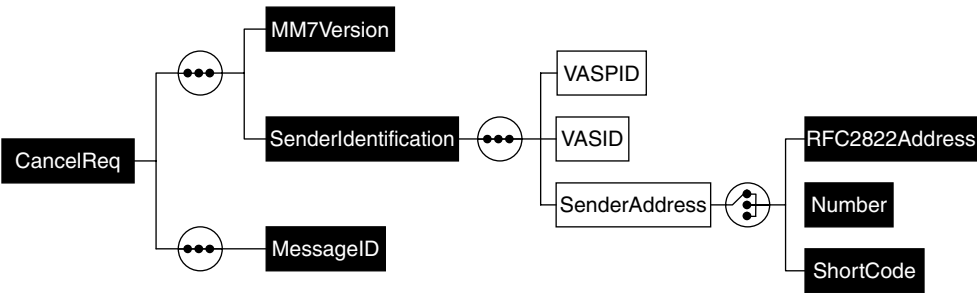 MM7Version
VASPID
CancelReq
SenderIdentification
VASID
RFC2822Address
SenderAddress
Number
MessageID
ShortCode